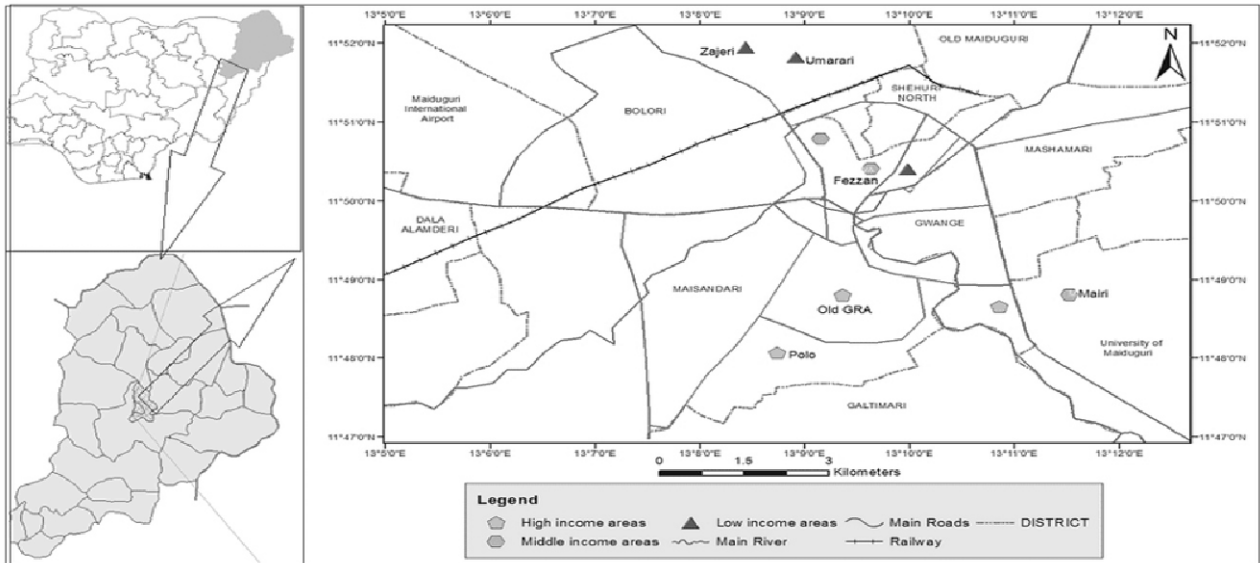 13°5'0"E 13°6'0"E 13°7'0"E 13°8'0"E 13°9'0"E 13°10'0"E 13°11'0"E 13°12'0"E
11°52'0"N
11°52'0"N
N
Zajeri
Umarari
OLD MAIDUGURI
Maiduguri
International
Airport
BOLORI
SHEHURI
NORTH
11°51'0"N
11°51'0"N
MASHAMARI
Fezzan
11°50'0"N
11°50'0"N
DALA
ALAMDERI
GWANGE
11°49'0"N
11°49'0"N
MAISANDARI
Old GRA
Mairi
University of
Maiduguri
11°48'0"N
11°48'0"N
Polo
GALTIMARI
11°47'0"N
11°47'0"N
13°5'0"E 13°6'0"E 13°7'0"E 13°8'0"E 13°9'0"E 13°10'0"E 13°11'0"E 13°12'0"E
0 1.5 3
Kilometers
Legend
High income areas Low income areas Main Roads DISTRICT
Middle income areas Main River Railway